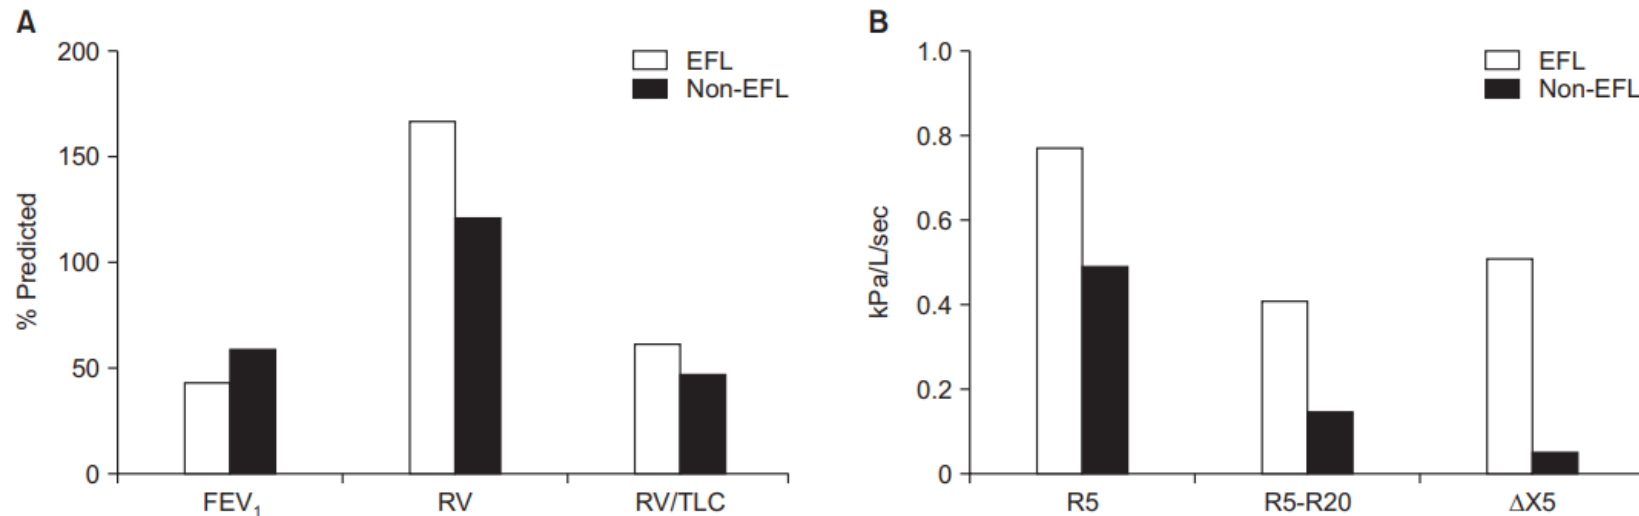 A
200
150
100
50
0
% Predicted
EFL
Non-EFL
FEV₁
RV
RV/TLC
B
1.0
0.8
0.6
0.4
0.2
0
kPa/L/sec
EFL
Non-EFL
R5
R5-R20
ΔX5